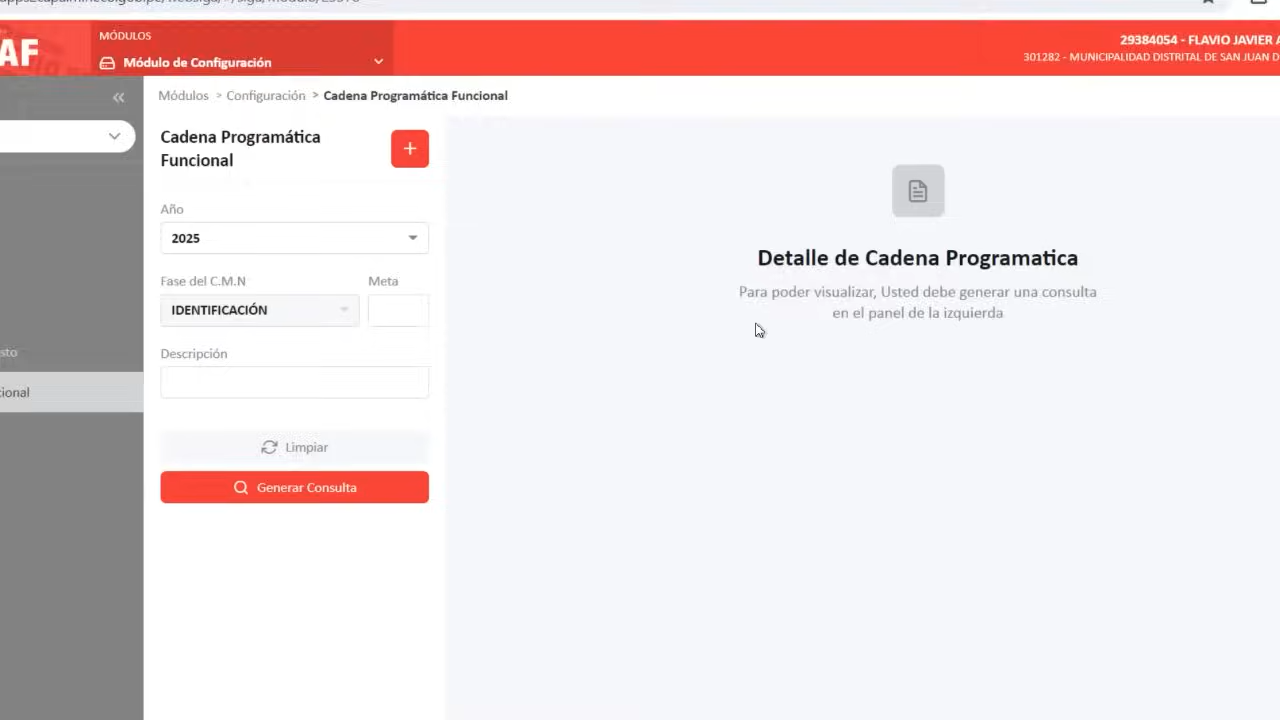 AF
MÓDULOS
Módulo de Configuración
29384054 - FLAVIO JAVIER A
301282 - MUNICIPALIDAD DISTRITAL DE SAN JUAN D
Módulos > Configuración > Cadena Programática Funcional
Cadena Programática
Funcional
Año
2025
Fase del C.M.N
Meta
IDENTIFICACIÓN
Descripción
Limpiar
Generar Consulta
sto
cional
Detalle de Cadena Programatica
Para poder visualizar, Usted debe generar una consulta
en el panel de la izquierda